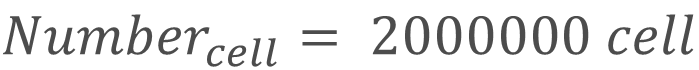 Number_cell = 2000000 cell